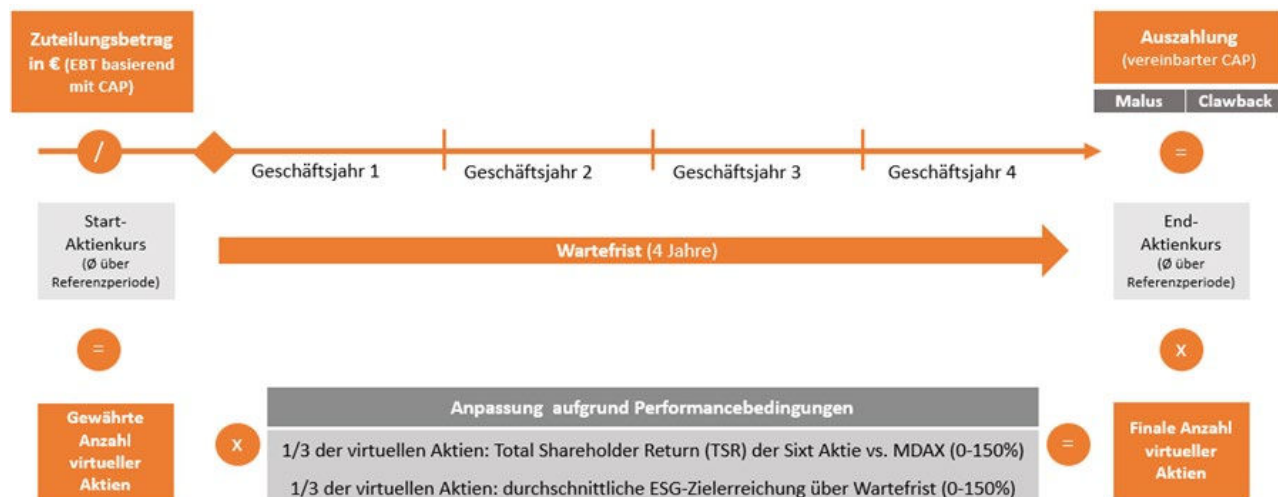 Zuteilungsbetrag
in € (EBT basierend
mit CAP)
Auszahlung
(vereinbarter CAP)
Malus
Clawback
/
Geschäftsjahr 1
Geschäftsjahr 2
Geschäftsjahr 3
Geschäftsjahr 4
=
Start-
Aktienkurs
(Ø über
Referenzperiode)
Wartefrist (4 Jahre)
End-
Aktienkurs
(Ø über
Referenzperiode)
=
x
Gewährte
Anzahl
virtueller
Aktien
x
Anpassung aufgrund Performancebedingungen
1/3 der virtuellen Aktien: Total Shareholder Return (TSR) der Sixt Aktie vs. MDAX (0-150%)
1/3 der virtuellen Aktien: durchschnittliche ESG-Zielerreichung über Wartefrist (0-150%)
=
Finale Anzahl
virtueller
Aktien